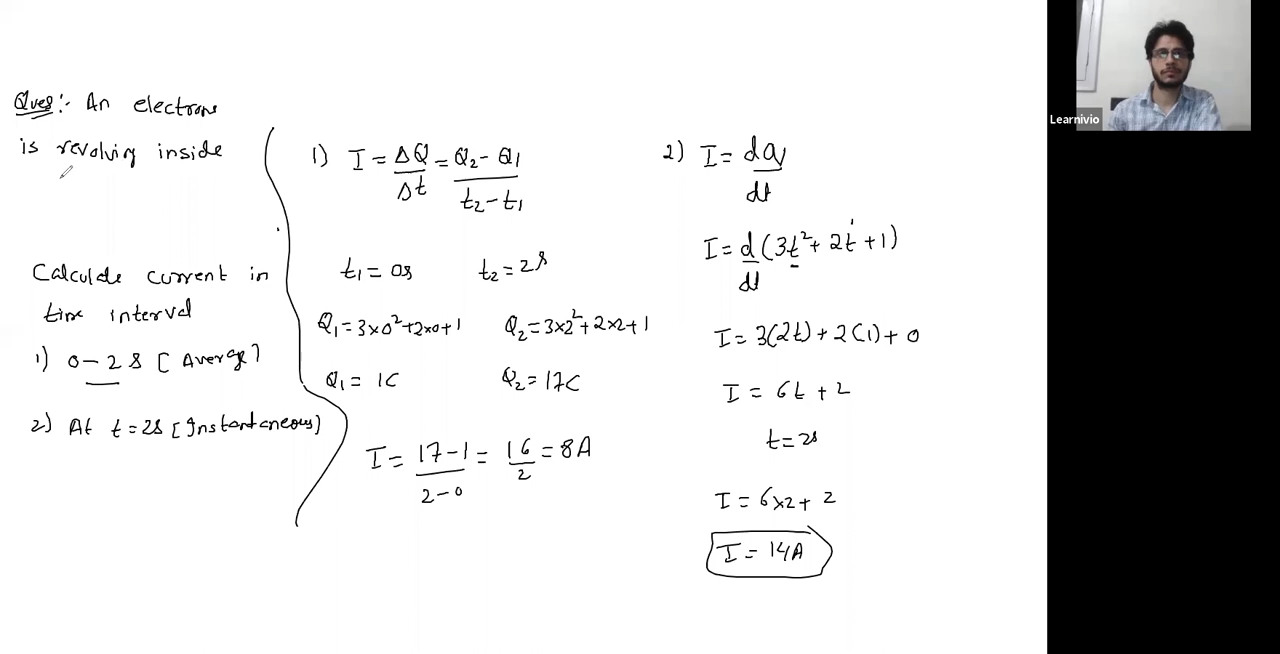 Ques:- An electrons
is revolving inside
Calculate current in
time interval
1) 0-2s [Average]
2) At t=2s [Instantaneous]
1) I = ΔQ/Δt = Q₂ - Q₁/t₂ - t₁
t₁ = 0s t₂ = 2s
Q₁ = 3×0²+2×0+1 Q₂ = 3×2²+2×2+1
Q₁ = 1C Q₂ = 17C
I = 17-1/2-0 = 16/2 = 8A
2) I = dQ/dt
I = d/dt (3t² + 2t¹ + 1)
I = 3(2t) + 2(1) + 0
I = 6t + 2
t = 2s
I = 6×2 + 2
I = 14A
Learnivio